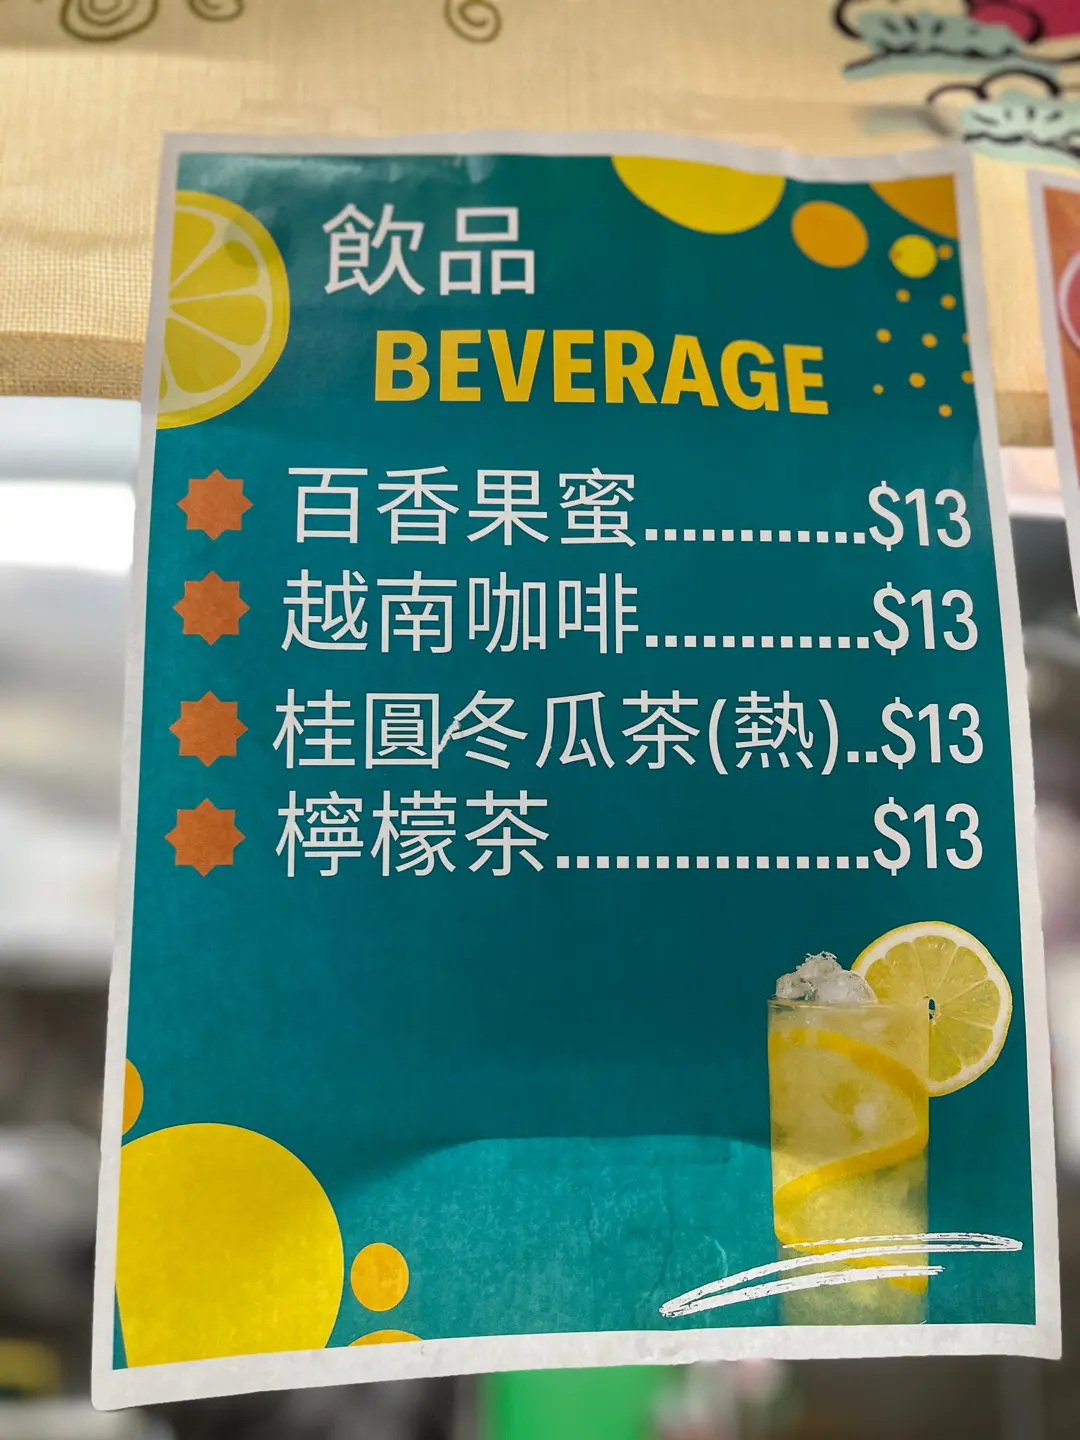 飲品
BEVERAGE
百香果蜜............$13
越南咖啡............$13
桂圓冬瓜茶(熱)..$13
檸檬茶................$13